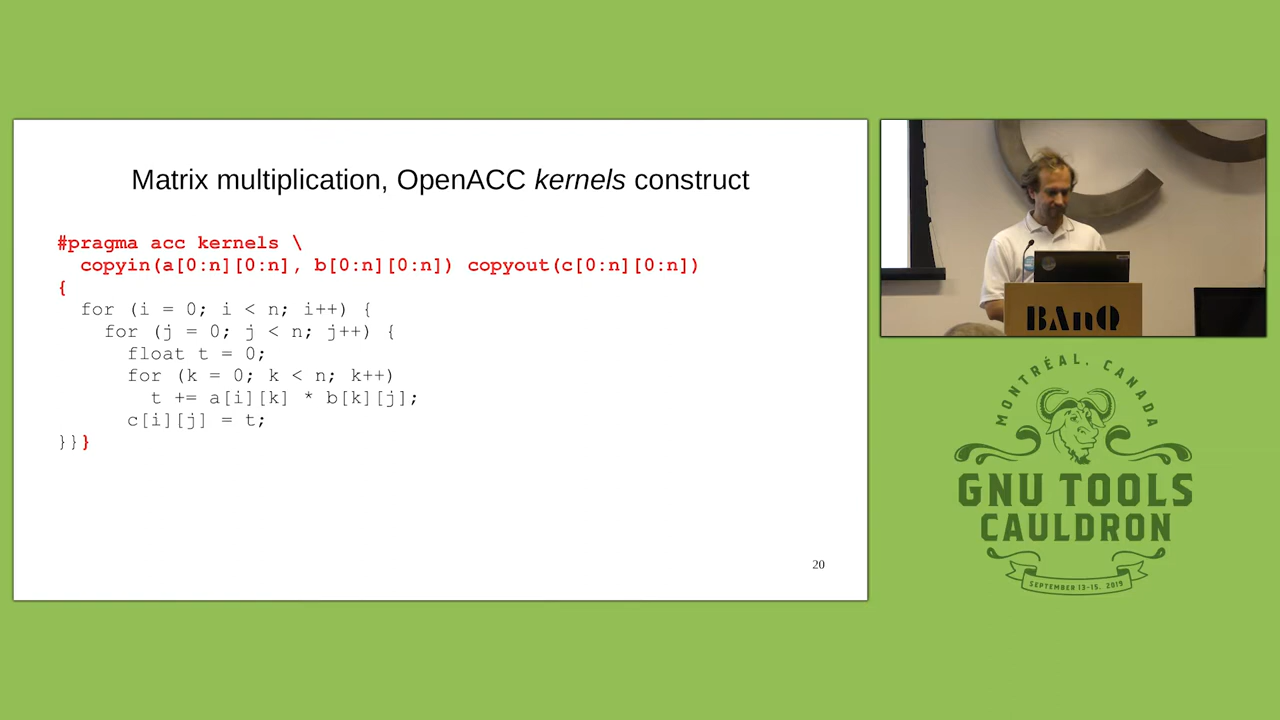 Matrix multiplication, OpenACC kernels construct
#pragma acc kernels \
copyin(a[0:n][0:n], b[0:n][0:n]) copyout(c[0:n][0:n])
{
for (i = 0; i < n; i++) {
for (j = 0; j < n; j++) {
float t = 0;
for (k = 0; k < n; k++)
t += a[i][k] * b[k][j];
c[i][j] = t;
}}}
20
BAnQ
MONTRÉAL, CANADA
GNU TOOLS
CAULDRON
SEPTEMBER 13-15, 2019